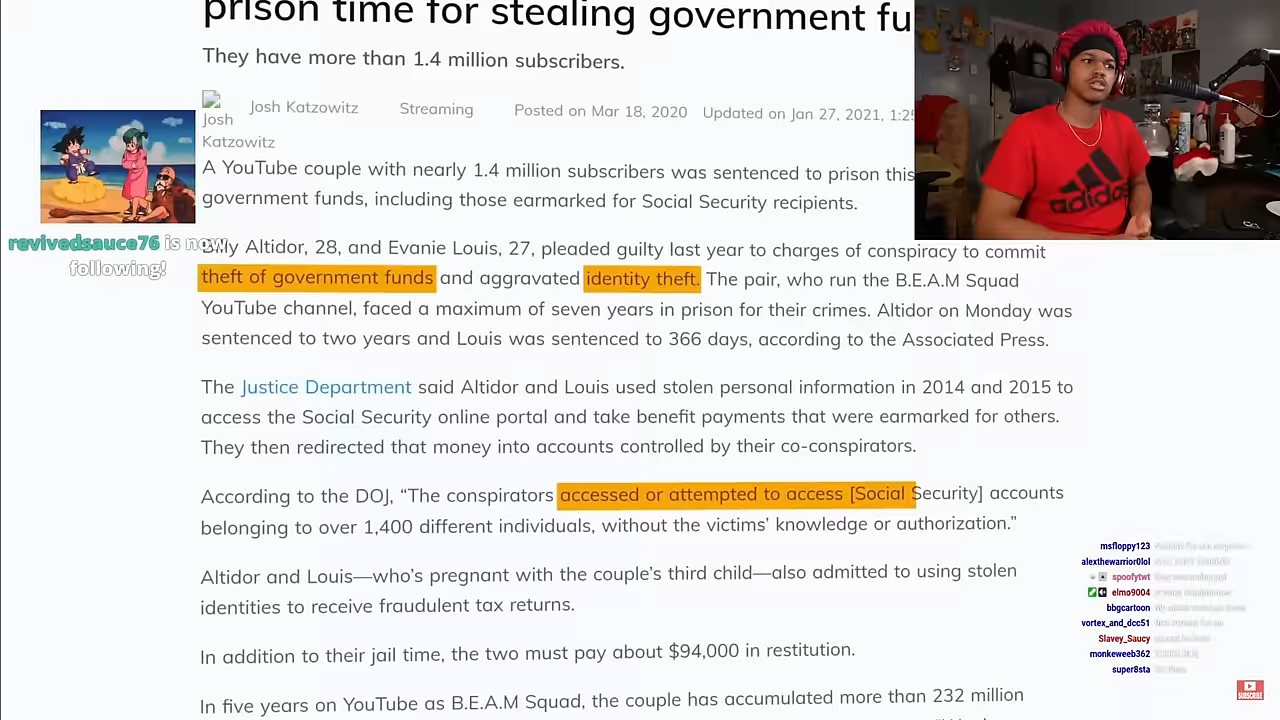 prison time for stealing government fu
They have more than 1.4 million subscribers.
Josh Katzowitz
Josh Katzowitz Streaming Posted on Mar 18, 2020 Updated on Jan 27, 2021, 1:25
A YouTube couple with nearly 1.4 million subscribers was sentenced to prison this
government funds, including those earmarked for Social Security recipients.
revivedsauce76 is now
following!
Billy Altidor, 28, and Evanie Louis, 27, pleaded guilty last year to charges of conspiracy to commit
theft of government funds and aggravated identity theft. The pair, who run the B.E.A.M Squad
YouTube channel, faced a maximum of seven years in prison for their crimes. Altidor on Monday was
sentenced to two years and Louis was sentenced to 366 days, according to the Associated Press.
The Justice Department said Altidor and Louis used stolen personal information in 2014 and 2015 to
access the Social Security online portal and take benefit payments that were earmarked for others.
They then redirected that money into accounts controlled by their co-conspirators.
According to the DOJ, “The conspirators accessed or attempted to access [Social Security] accounts
belonging to over 1,400 different individuals, without the victims’ knowledge or authorization.”
Altidor and Louis—who’s pregnant with the couple’s third child—also admitted to using stolen
identities to receive fraudulent tax returns.
In addition to their jail time, the two must pay about $94,000 in restitution.
In five years on YouTube as B.E.A.M Squad, the couple has accumulated more than 232 million
adidas
msfloppy123
alexthewarrior0lol
spoofytwt
elmo9004
bbgcartoon
vortex_and_dcc51
Slavey_Saucy
monkeweeb362
super8sta
SUBSCRIBE